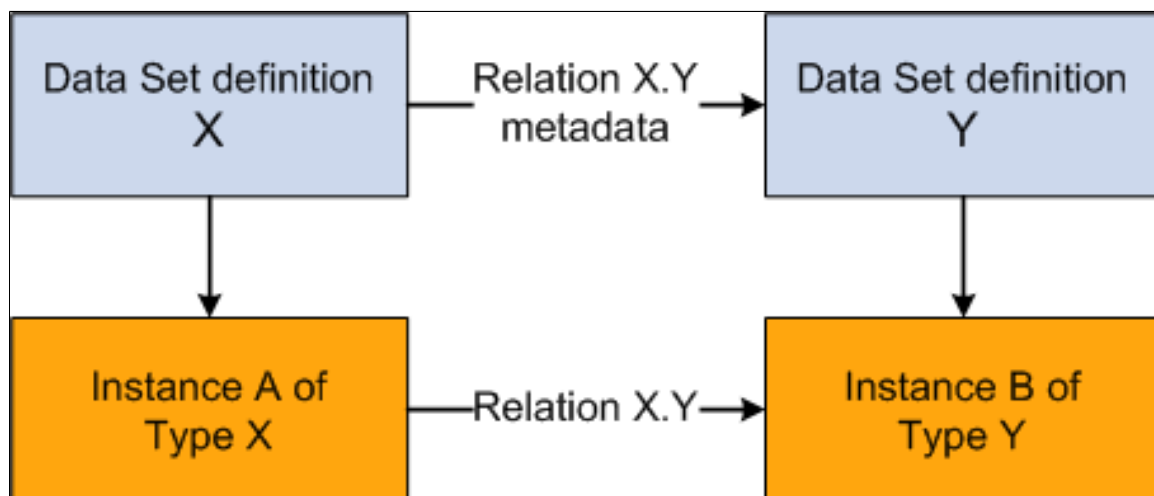 Data Set definition
X
Relation X.Y
metadata
Data Set definition
Y
Instance A of
Type X
Relation X.Y
Instance B of
Type Y